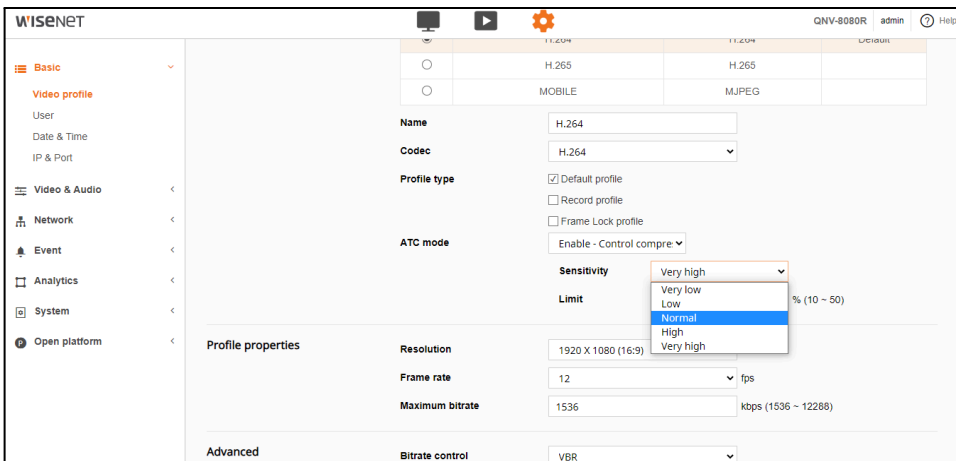 WISENET QNV-8080R admin ? Help
H.264 H.264 Default
Basic
H.265 H.265
Video profile
MOBILE MJPEG
User
Name H.264
Date & Time
Codec H.264
IP & Port
Profile type Default profile
Video & Audio
Record profile
Network
Frame Lock profile
ATC mode Enable - Control compre
Event
Sensitivity Very high
Analytics
Very low
Limit % (10 ~ 50)
Low
System
Normal
High
Open platform
Very high
Profile properties
Resolution 1920 X 1080 (16:9)
Frame rate 12 fps
Maximum bitrate 1536 kbps (1536 ~ 12288)
Advanced
Bitrate control VBR